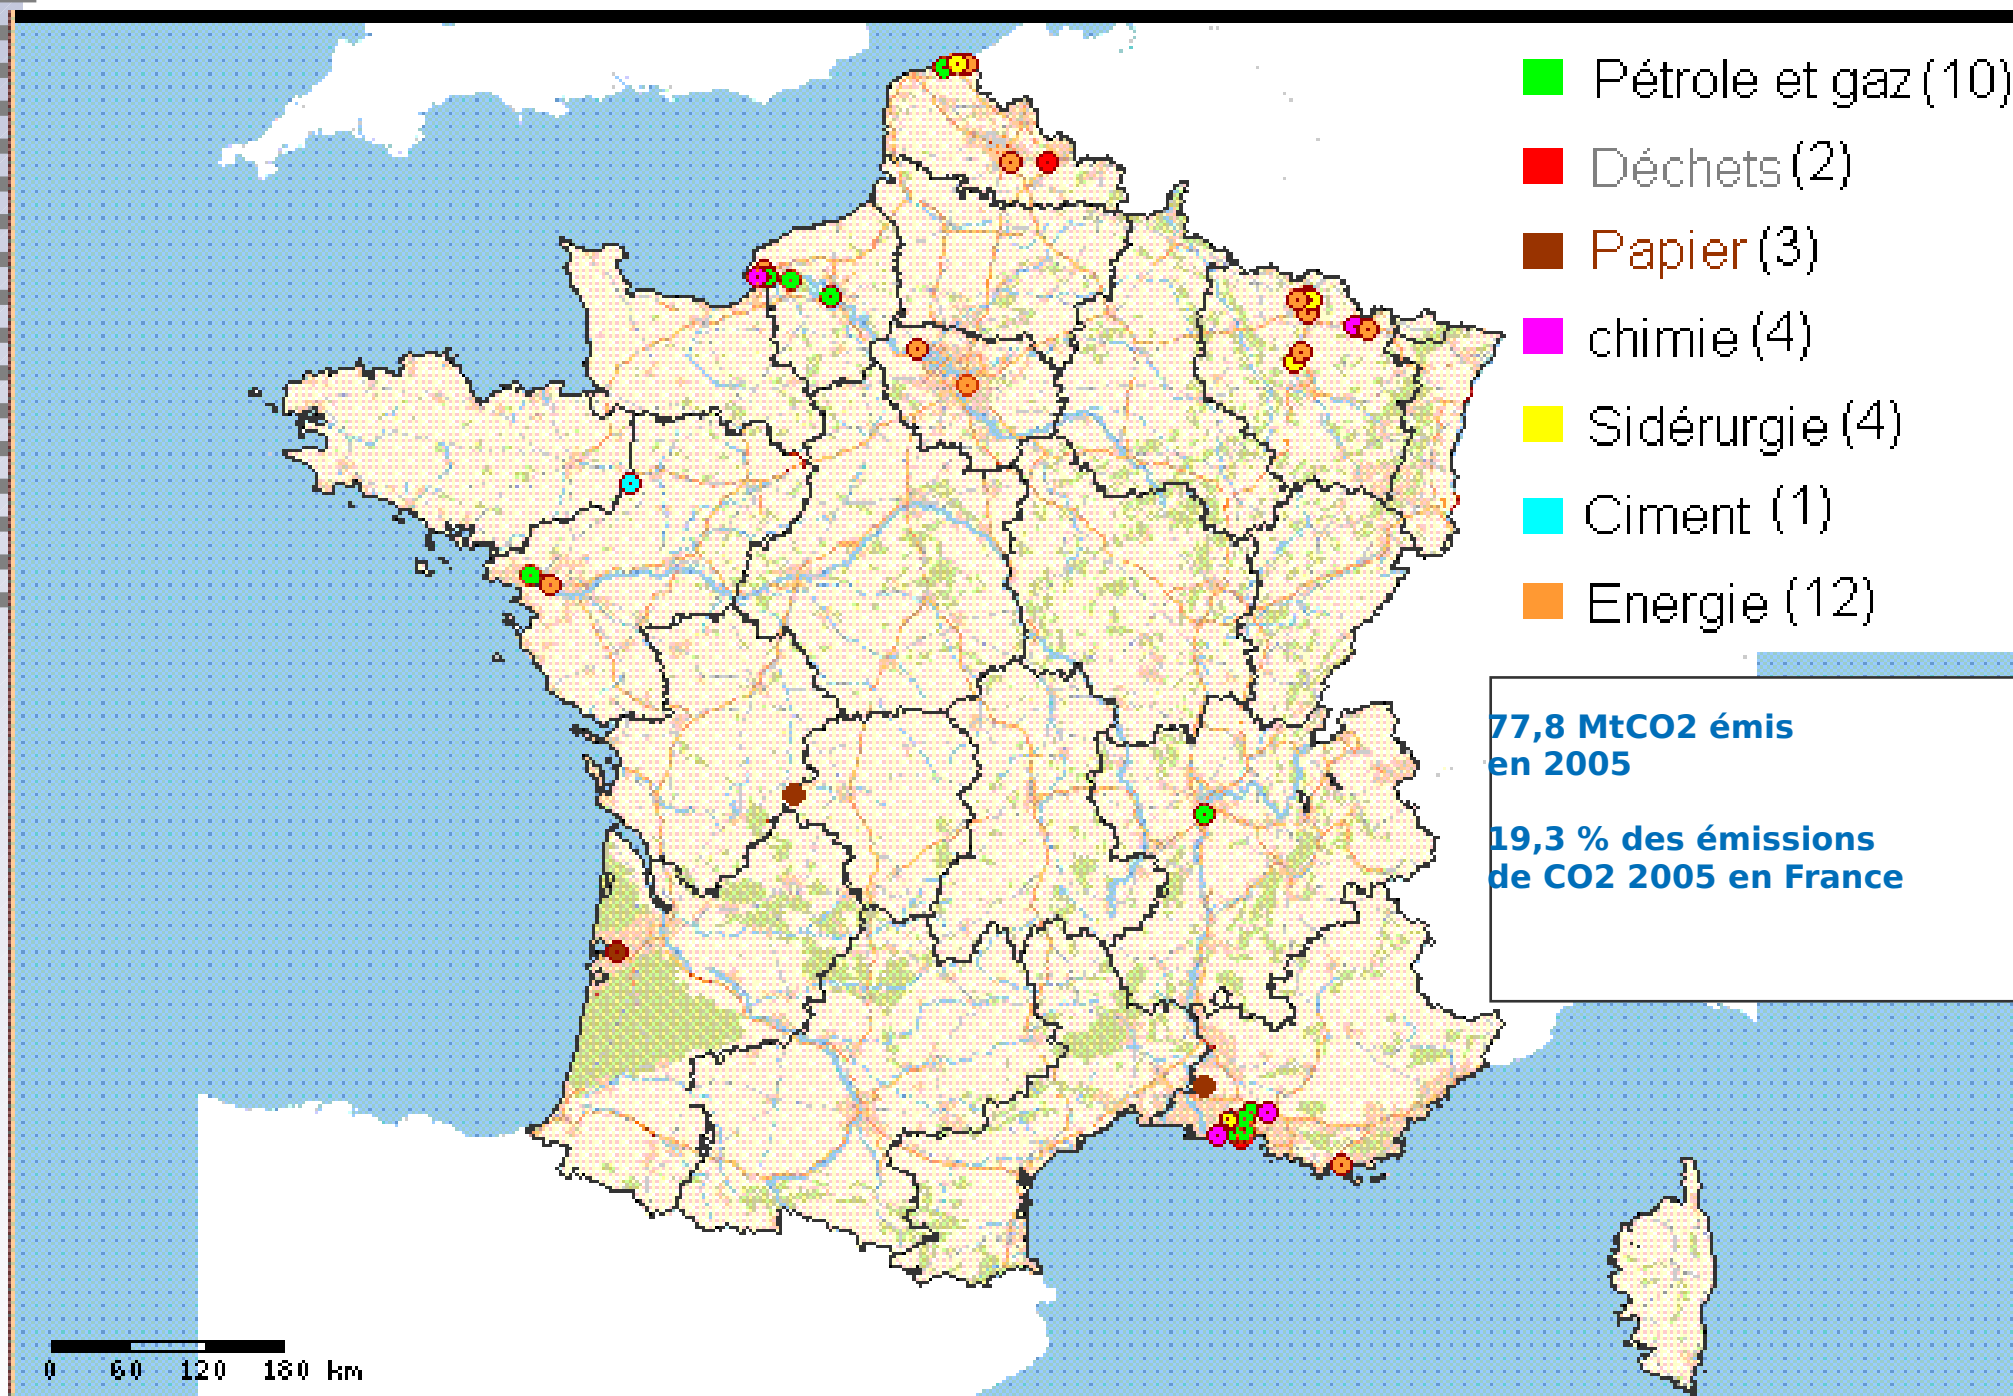 Pétrole et gaz (10)
Déchets (2)
Papier (3)
chimie (4)
Sidérurgie (4)
Ciment (1)
Energie (12)
77,8 MtCO2 émis
en 2005
19,3 % des émissions
de CO2 2005 en France
0 60 120 180 km